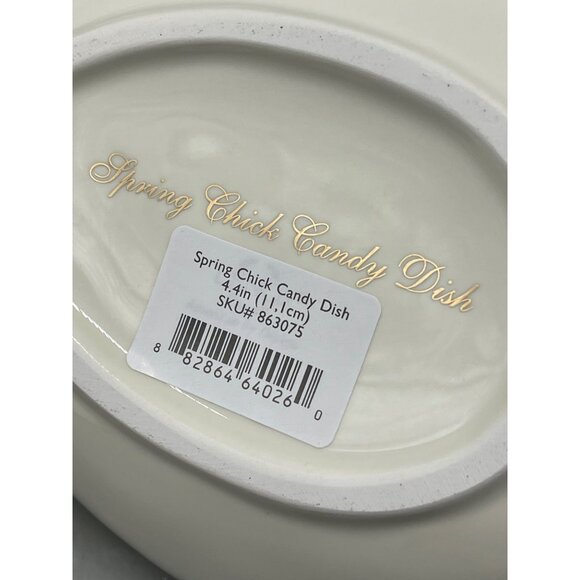 Spring Chick Candy Dish
Spring Chick Candy Dish
4.4in (11,1cm)
SKU# 863075
8 82864 64026 0